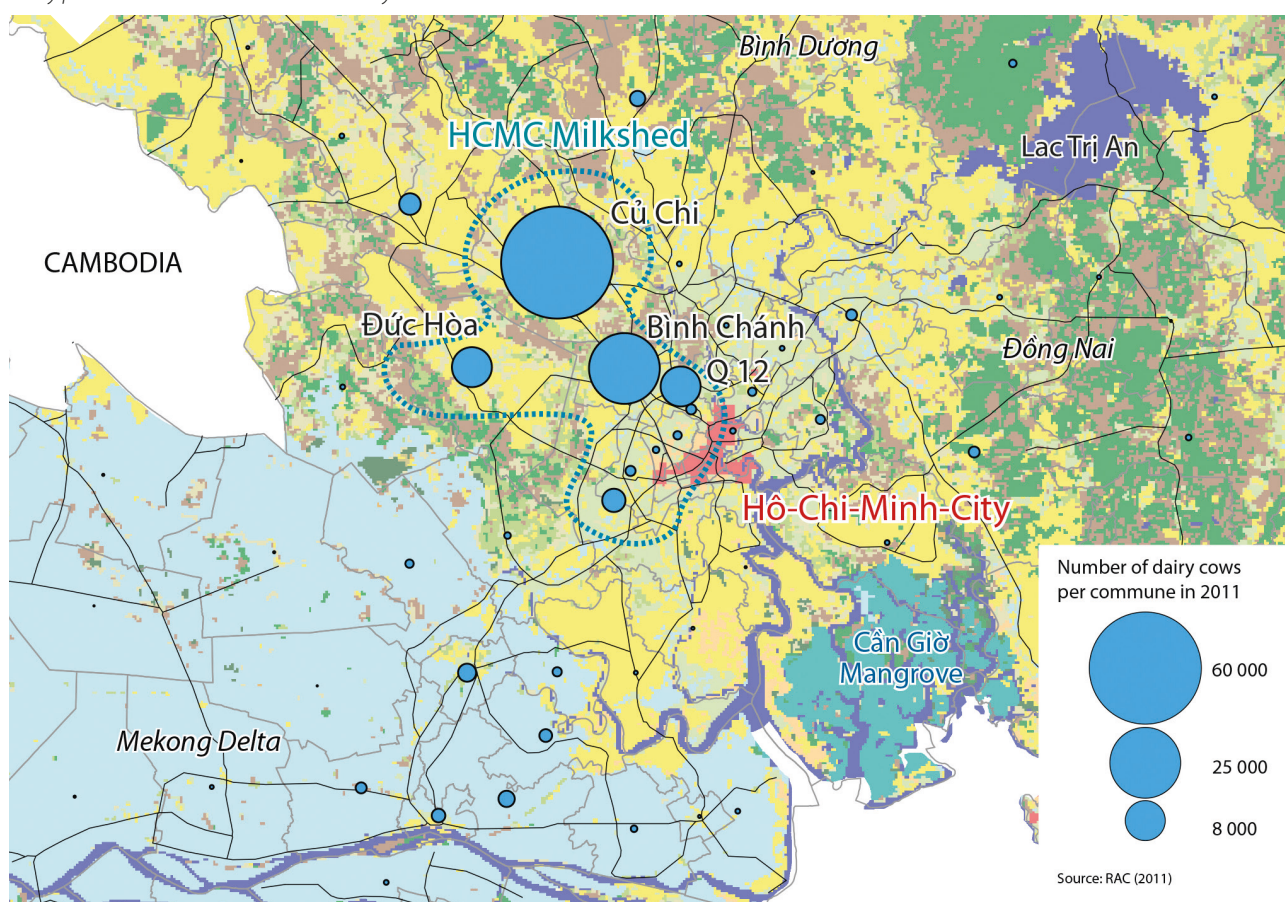 Bình Dương
HCMC Milkshed
Lac Trị An
Củ Chi
CAMBODIA
Đức Hòa
Bình Chánh
Q 12
Đồng Nai
Hô-Chi-Minh-City
Number of dairy cows
per commune in 2011
60 000
25 000
8 000
Source: RAC (2011)
Cần Giờ
Mangrove
Mekong Delta